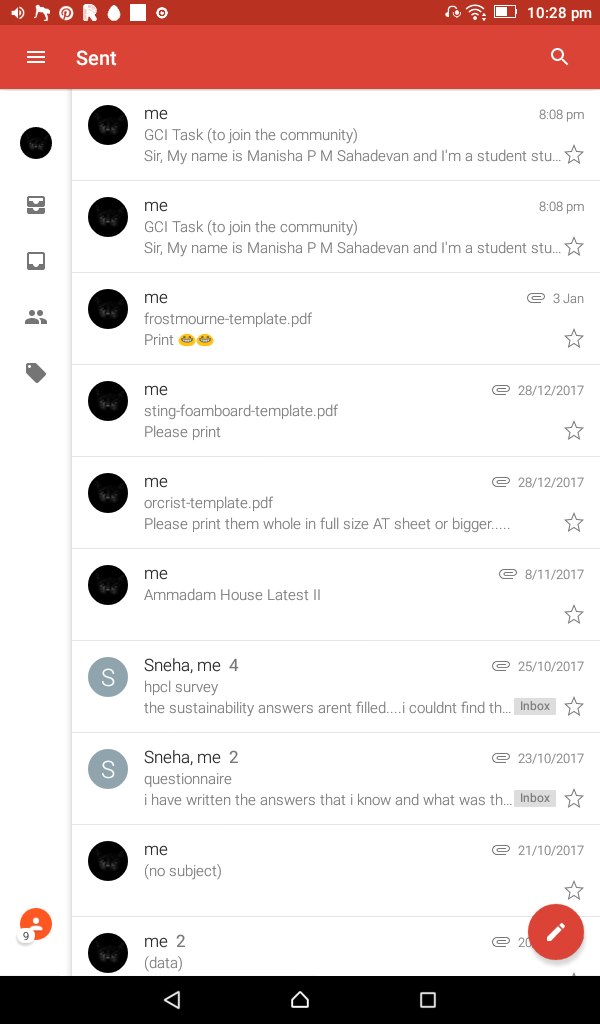 10:28 pm
Sent
me 8:08 pm
GCI Task (to join the community)
Sir, My name is Manisha P M Sahadevan and I'm a student stu...
me 8:08 pm
GCI Task (to join the community)
Sir, My name is Manisha P M Sahadevan and I'm a student stu...
me 3 Jan
frostmourne-template.pdf
Print 😁😁
me 28/12/2017
sting-foamboard-template.pdf
Please print
me 28/12/2017
orcrist-template.pdf
Please print them whole in full size AT sheet or bigger.....
me 8/11/2017
Ammadam House Latest II
S Sneha, me 4 25/10/2017
hpcl survey
the sustainability answers arent filled....i couldnt find th... Inbox
S Sneha, me 2 23/10/2017
questionnaire
i have written the answers that i know and what was th... Inbox
me 21/10/2017
(no subject)
9
me 2 20
(data)